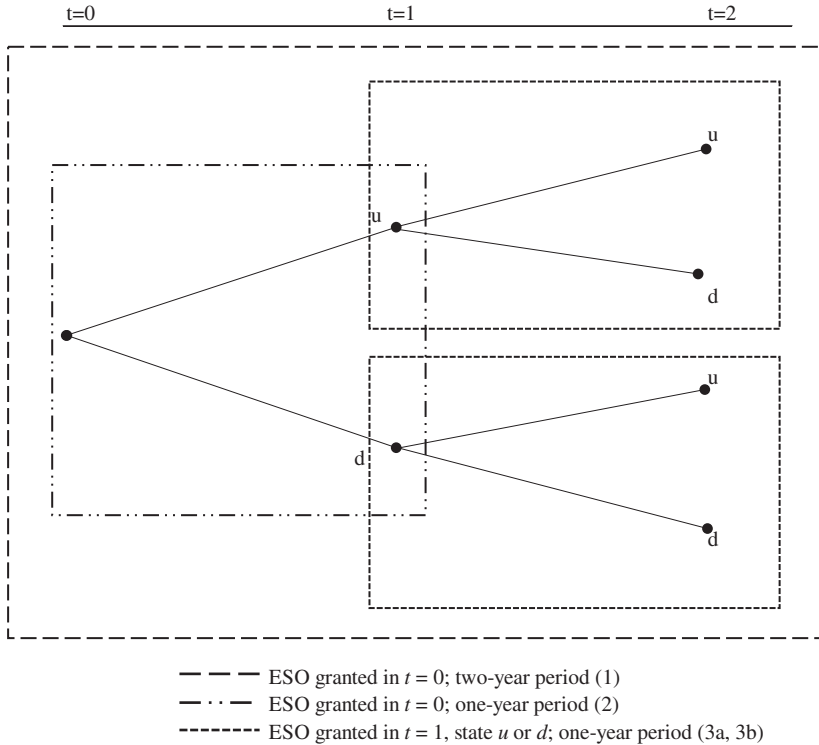 t=0 t=1 t=2
u
u
d
u
d
d
ESO granted in t = 0; two-year period (1)
ESO granted in t = 0; one-year period (2)
ESO granted in t = 1, state u or d; one-year period (3a, 3b)